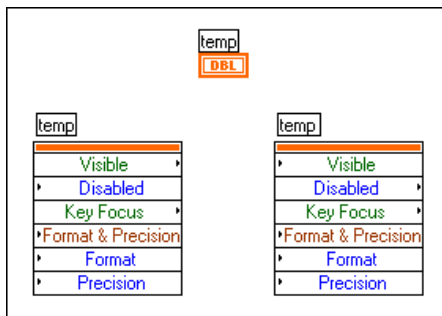 temp
DBL
temp
Visible
Disabled
Key Focus
Format & Precision
Format
Precision
temp
Visible
Disabled
Key Focus
Format & Precision
Format
Precision